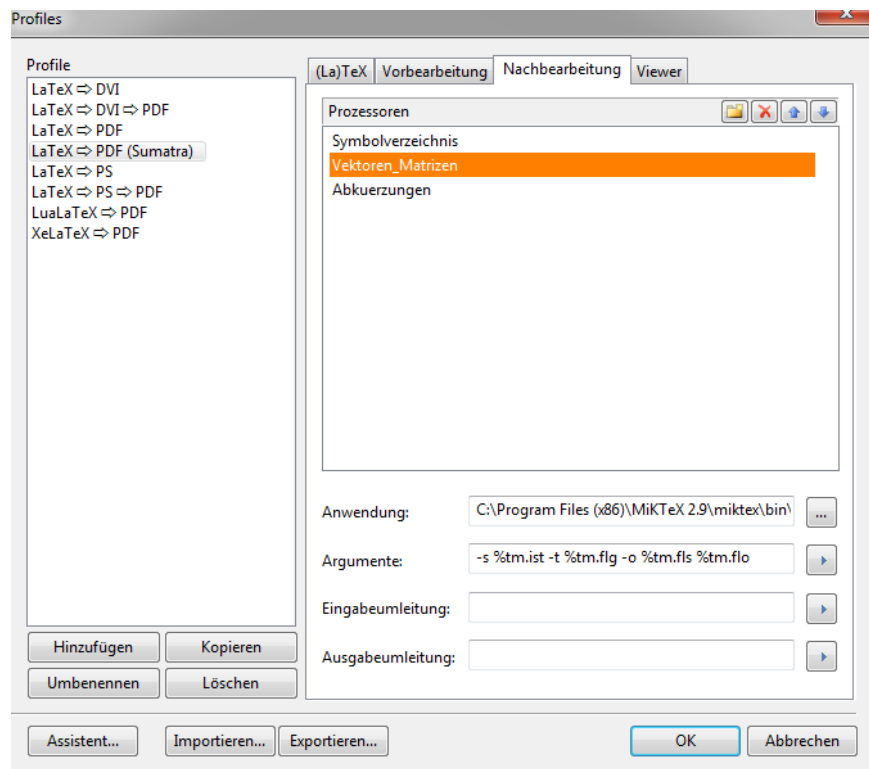 Profiles
Profile
LaTeX ⇨ DVI
LaTeX ⇨ DVI ⇨ PDF
LaTeX ⇨ PDF
LaTeX ⇨ PDF (Sumatra)
LaTeX ⇨ PS
LaTeX ⇨ PS ⇨ PDF
LuaLaTeX ⇨ PDF
XeLaTeX ⇨ PDF
Hinzufügen Kopieren
Umbenennen Löschen
(La)TeX Vorbearbeitung Nachbearbeitung Viewer
Prozessoren
Symbolverzeichnis
Vektoren_Matrizen
Abkuerzungen
Anwendung: C:\Program Files (x86)\MiKTeX 2.9\miktex\bin\ ...
Argumente: -s %tm.ist -t %tm.flg -o %tm.fls %tm.flo
Eingabeumleitung:
Ausgabeumleitung:
Assistent... Importieren... Exportieren... OK Abbrechen